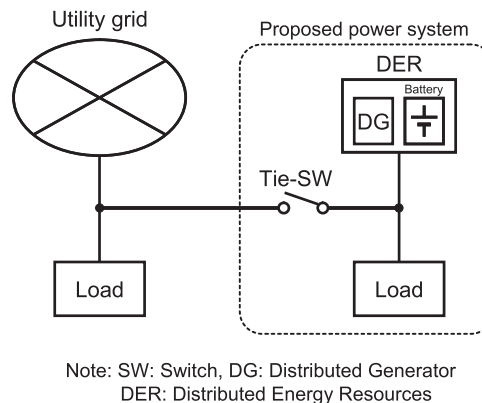 Utility grid
Proposed power system
DER
Battery
DG
Tie-SW
Load
Load
Note: SW: Switch, DG: Distributed Generator
DER: Distributed Energy Resources